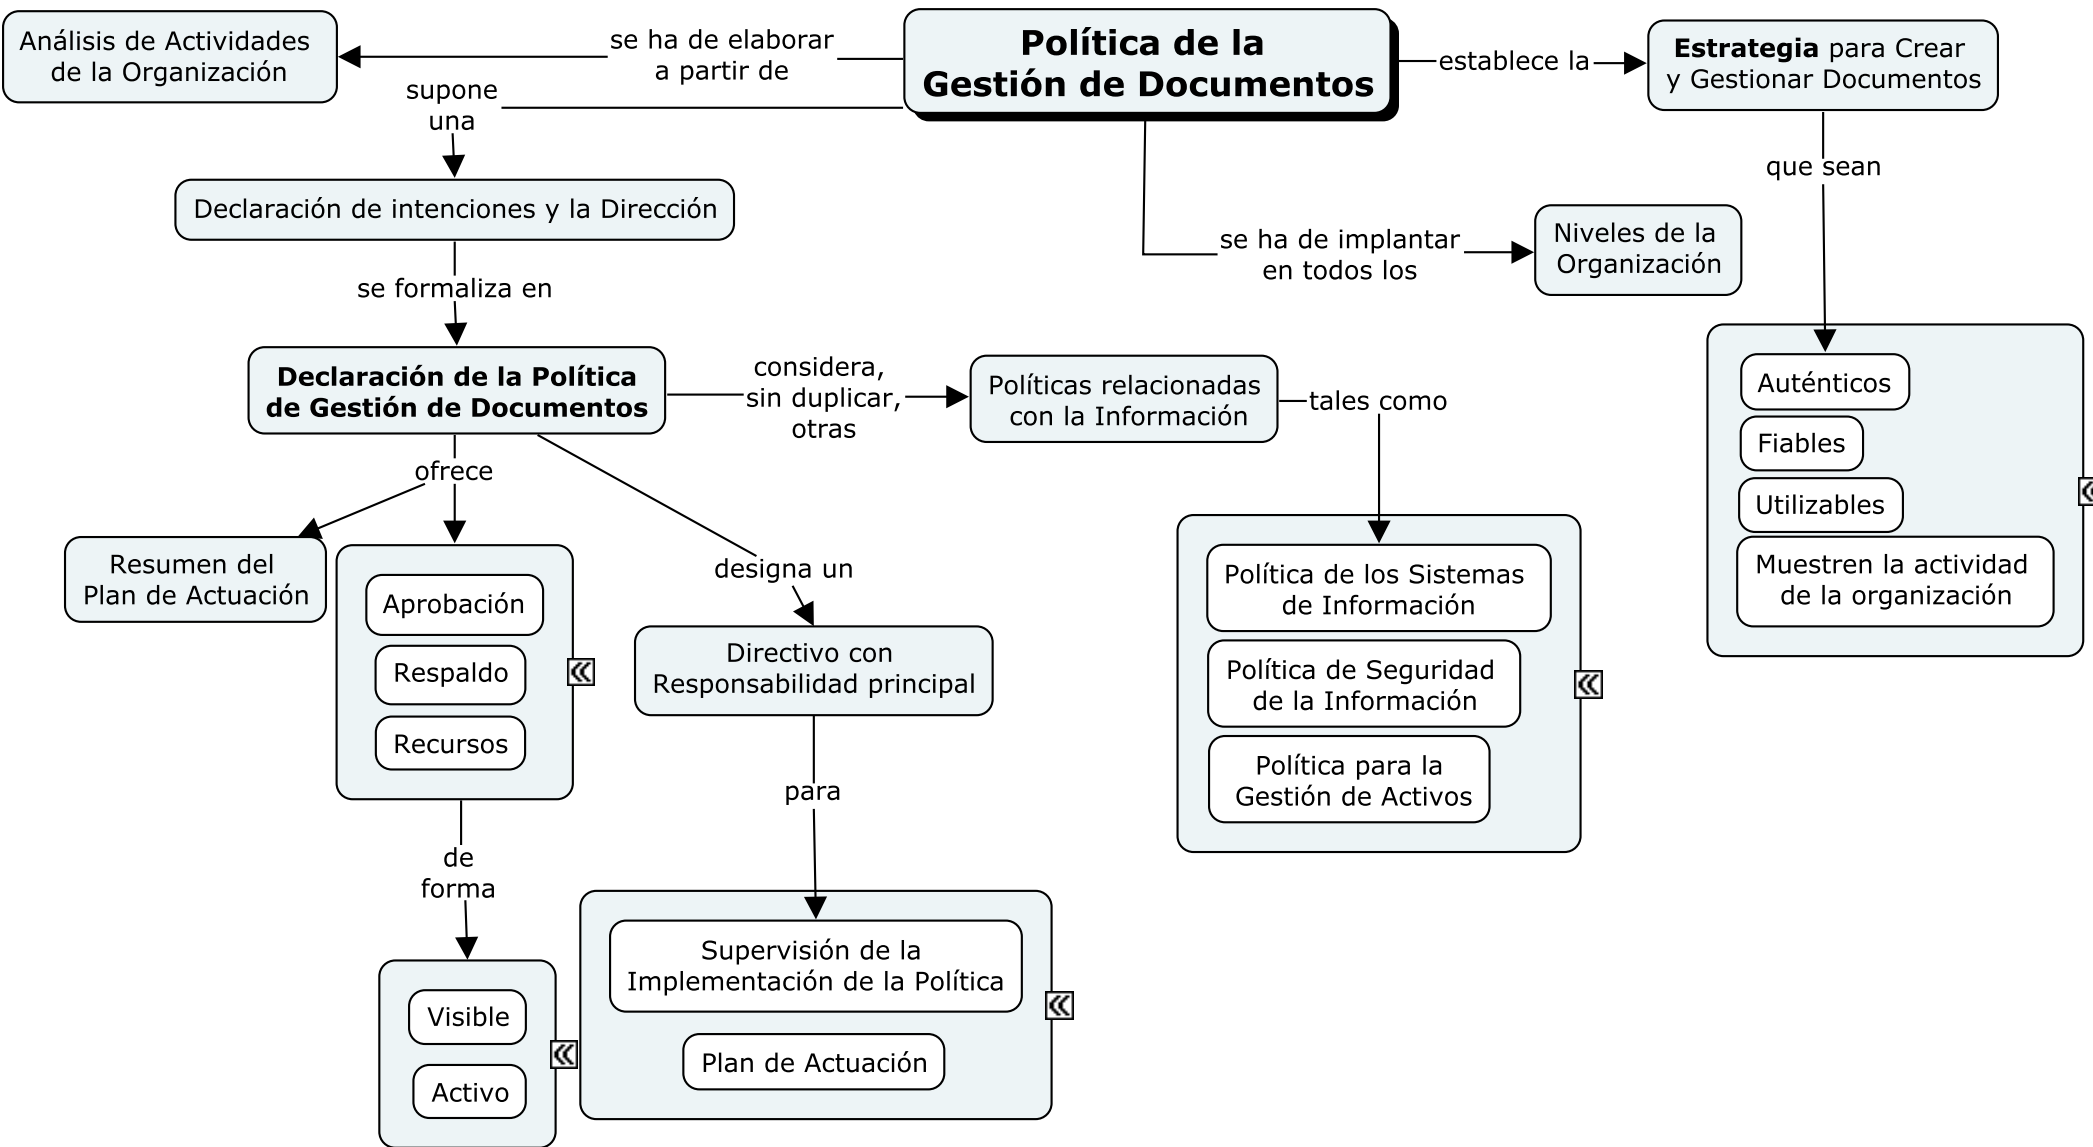 Análisis de Actividades
de la Organización
se ha de elaborar
a partir de
Política de la
Gestión de Documentos
establece la
Estrategia para Crear
y Gestionar Documentos
supone
una
que sean
Declaración de intenciones y la Dirección
se ha de implantar
en todos los
Niveles de la
Organización
se formaliza en
Declaración de la Política
de Gestión de Documentos
considera,
sin duplicar,
otras
Políticas relacionadas
con la Información
tales como
Auténticos
Fiables
Utilizables
Muestren la actividad
de la organización
ofrece
Resumen del
Plan de Actuación
Aprobación
Respaldo
Recursos
designa un
Directivo con
Responsabilidad principal
Política de los Sistemas
de Información
Política de Seguridad
de la Información
Política para la
Gestión de Activos
para
de
forma
Supervisión de la
Implementación de la Política
Plan de Actuación
Visible
Activo